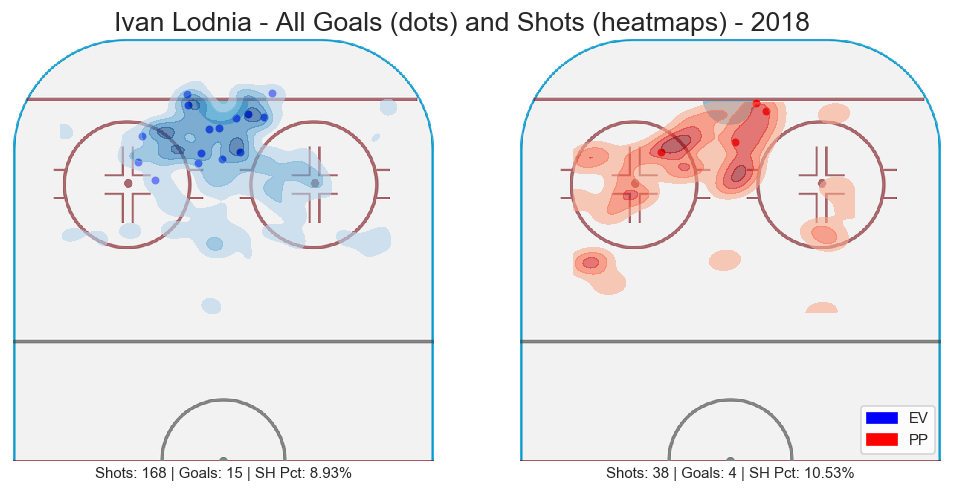 Ivan Lodnia - All Goals (dots) and Shots (heatmaps) - 2018
EV
PP
Shots: 168 | Goals: 15 | SH Pct: 8.93%
Shots: 38 | Goals: 4 | SH Pct: 10.53%